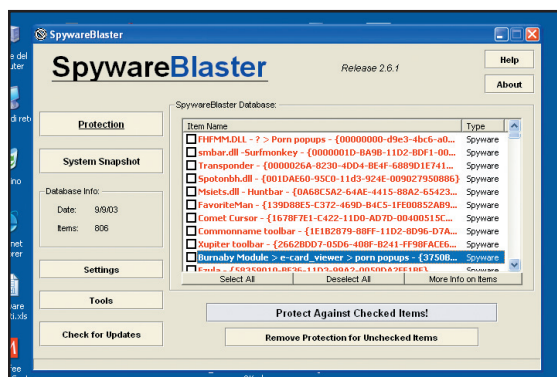 SpywareBlaster
SpywareBlaster
Release 2.6.1
Help
About
Protection
System Snapshot
Database Info:
Date: 9/9/03
Items: 806
Settings
Tools
Check for Updates
SpywareBlaster Database:
Item Name Type
FHFMM.DLL - ? > Porn popups - {00000000-d9e3-4bc6-a0... Spyware
smbar.dll -Surfmonkey - {0000001D-BA9B-11D2-BDF1-00... Spyware
Transponder - {0000026A-8230-4DD4-BE4F-6889D1E741... Spyware
Spotonbh.dll - {001DAE60-95C0-11d3-924E-009027950886} Spyware
Msiets.dll - Huntbar - {0A68C5A2-64AE-4415-88A2-65423... Spyware
FavoriteMan - {139D88E5-C372-469D-B4C5-1FE00852AB9... Spyware
Comet Cursor - {1678F7E1-C422-11D0-AD7D-00400515C... Spyware
Commonname toolbar - {1E1B2879-88FF-11D2-8D96-D7A... Spyware
Xupiter toolbar - {2662BDD7-05D6-408F-B241-FF98FACE6... Spyware
Burnaby Module > e-card_viewer > porn popups - {3750B... Spyware
Ezula - Spyware
Select All Deselect All More Info on Items
Protect Against Checked Items!
Remove Protection for Unchecked Items